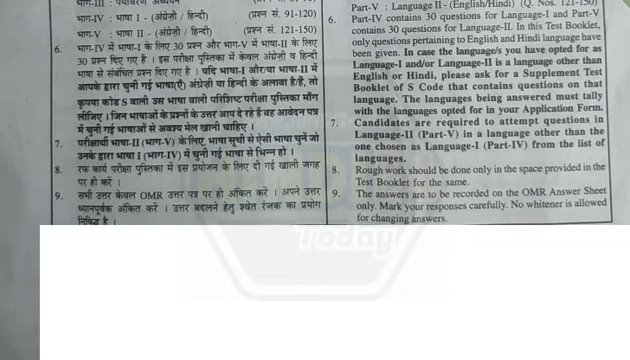 भाग-III : पर्यावरण अध्ययन
भाग-IV : भाषा I - (अंग्रेज़ी / हिन्दी) (प्रश्न सं. 91-120)
भाग-V : भाषा II - (अंग्रेज़ी / हिन्दी) (प्रश्न सं. 121-150)
6. भाग-IV में भाषा-I के लिए 30 प्रश्न और भाग-V में भाषा-II के लिए
30 प्रश्न दिए गए हैं । इस परीक्षा पुस्तिका में केवल अंग्रेज़ी व हिन्दी
भाषा से संबंधित प्रश्न दिए गए हैं । यदि भाषा-I और/या भाषा-II में
आपके द्वारा चुनी गई भाषा(एँ) अंग्रेज़ी या हिन्दी के अलावा है/हैं, तो
कृपया कोड S वाली उस भाषा वाली परिशिष्ट परीक्षा पुस्तिका माँग
लीजिए । जिन भाषाओं के प्रश्नों के उत्तर आप दे रहे हैं वह आवेदन पत्र
में चुनी गई भाषाओं से अवश्य मेल खानी चाहिए ।
7. परीक्षार्थी भाषा-II (भाग-V) के लिए, भाषा सूची से ऐसी भाषा चुनें जो
उनके द्वारा भाषा I (भाग-IV) में चुनी गई भाषा से भिन्न हो ।
8. रफ कार्य परीक्षा पुस्तिका में इस प्रयोजन के लिए दी गई खाली जगह
पर ही करें ।
9. सभी उत्तर केवल OMR उत्तर पत्र पर ही अंकित करें । अपने उत्तर
ध्यानपूर्वक अंकित करें । उत्तर बदलने हेतु श्वेत रंजक का प्रयोग
निषिद्ध है ।
Part-V : Language II - (English/Hindi) (Q. Nos. 121-150)
6. Part-IV contains 30 questions for Language-I and Part-V
contains 30 questions for Language-II. In this Test Booklet,
only questions pertaining to English and Hindi language have
been given. In case the language/s you have opted for as
Language-I and/or Language-II is a language other than
English or Hindi, please ask for a Supplement Test
Booklet of S Code that contains questions on that
language. The languages being answered must tally
with the languages opted for in your Application Form.
7. Candidates are required to attempt questions in
Language-II (Part-V) in a language other than the
one chosen as Language-I (Part-IV) from the list of
languages.
8. Rough work should be done only in the space provided in the
Test Booklet for the same.
9. The answers are to be recorded on the OMR Answer Sheet
only. Mark your responses carefully. No whitener is allowed
for changing answers.
Today